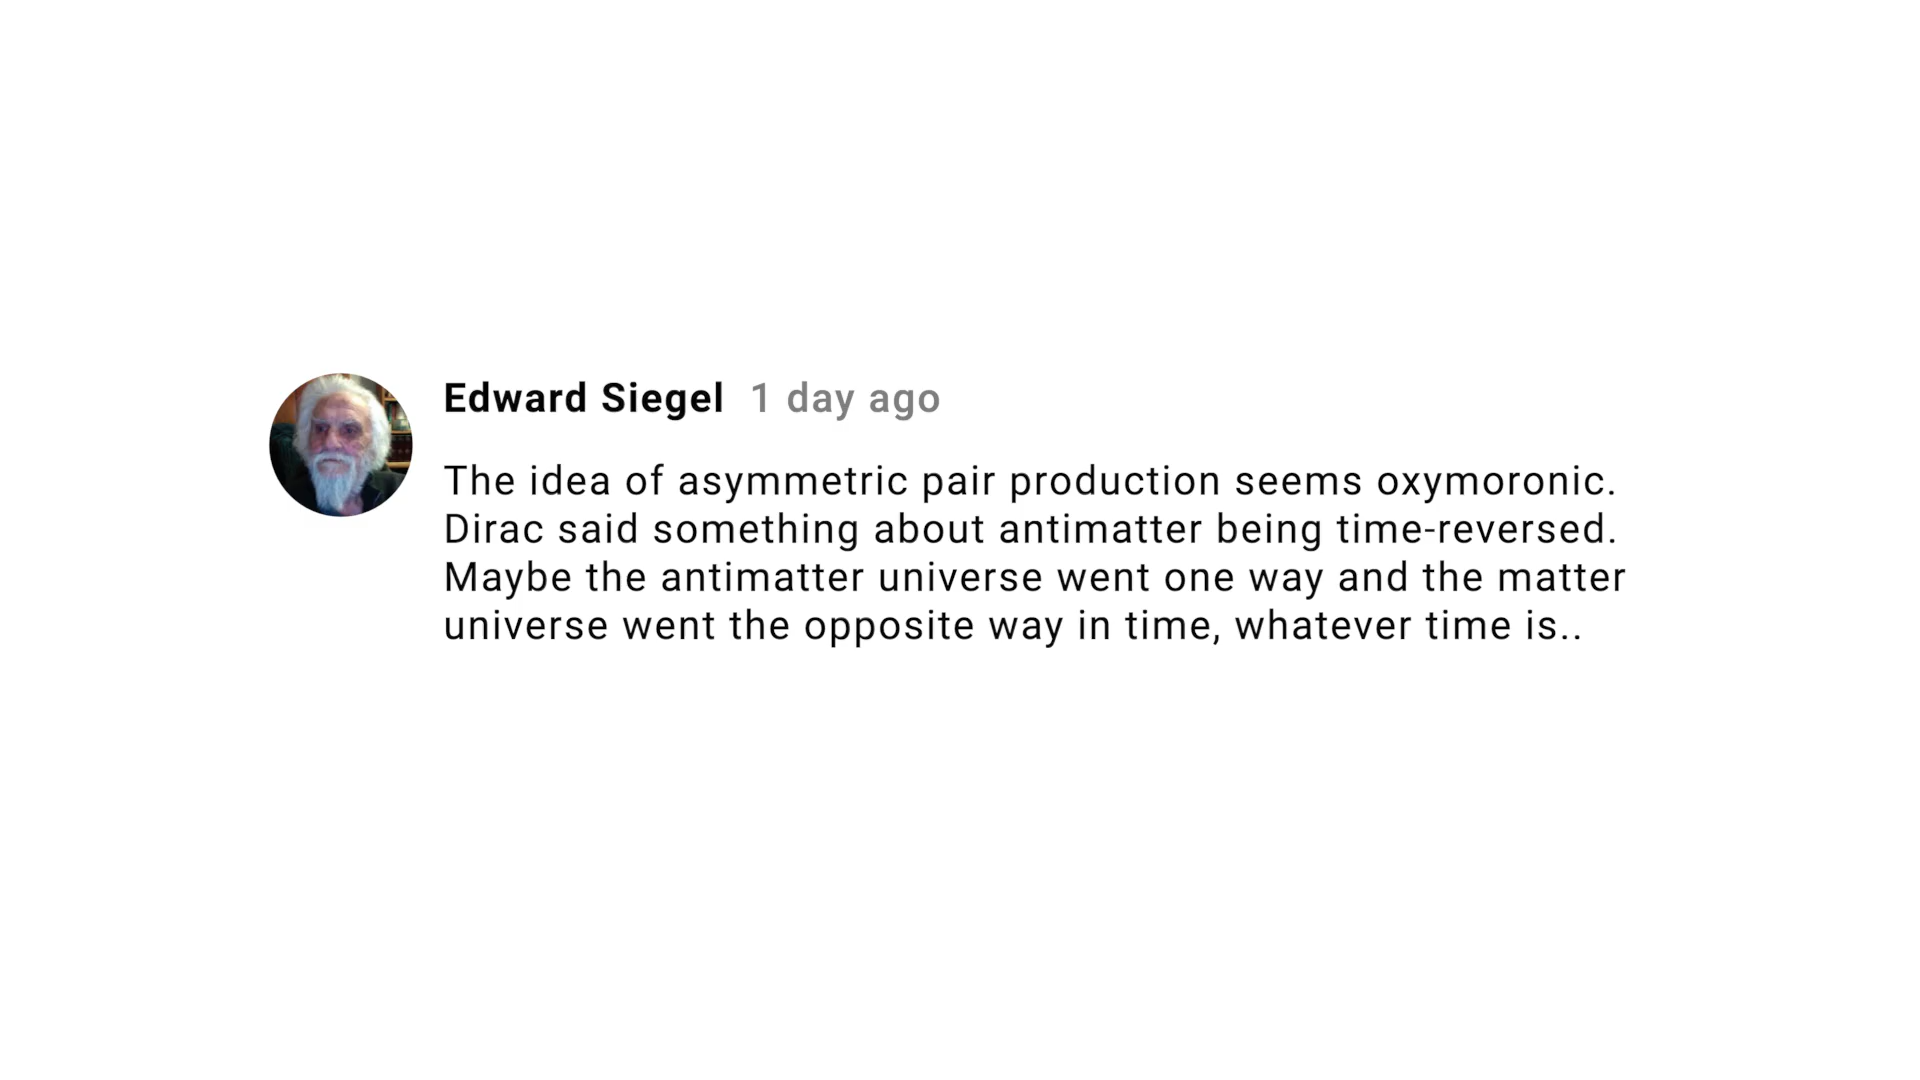 Edward Siegel 1 day ago
The idea of asymmetric pair production seems oxymoronic.
Dirac said something about antimatter being time-reversed.
Maybe the antimatter universe went one way and the matter
universe went the opposite way in time, whatever time is..